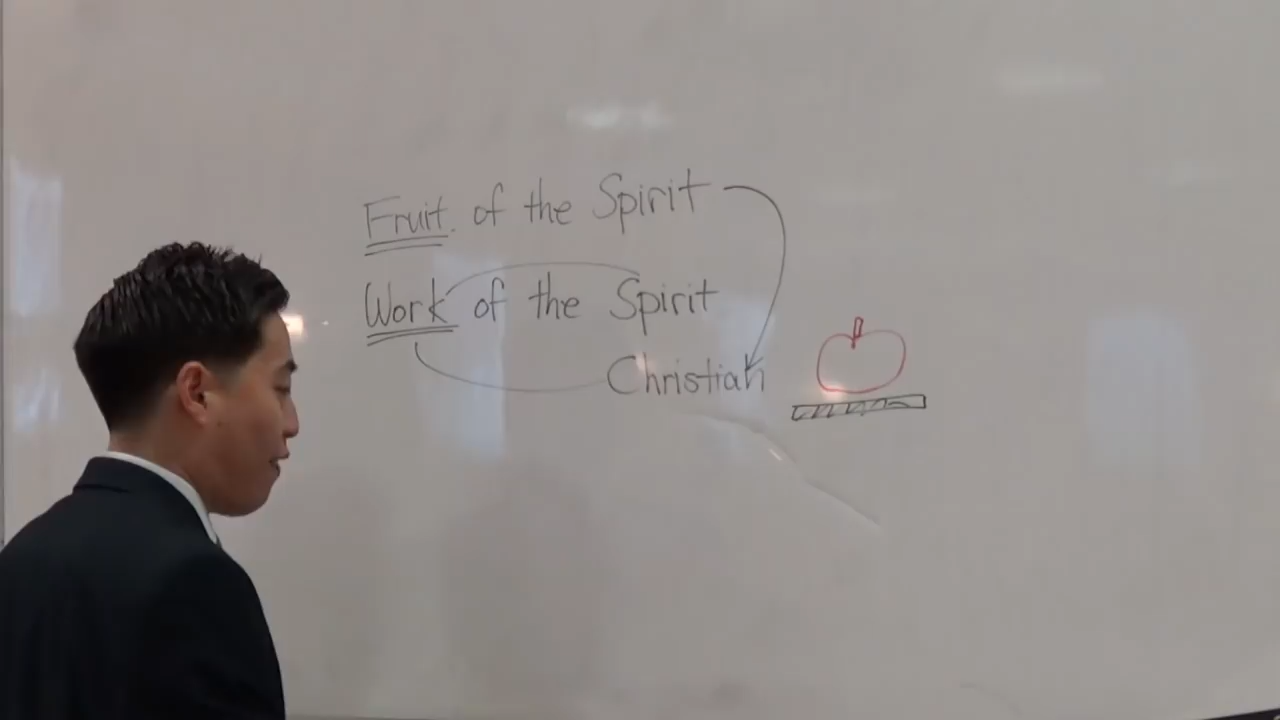 Fruit. of the Spirit
Work of the Spirit
Christian